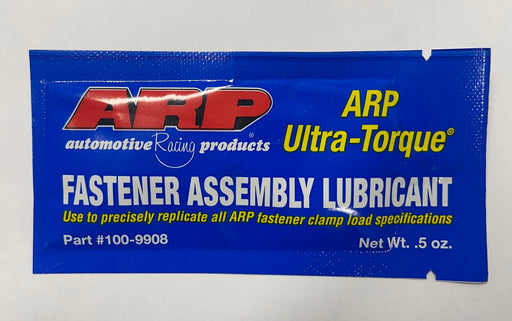 ARP
automotive Racing products®
ARP
Ultra-Torque®
FASTENER ASSEMBLY LUBRICANT
Use to precisely replicate all ARP fastener clamp load specifications
Part #100-9908
Net Wt. .5 oz.